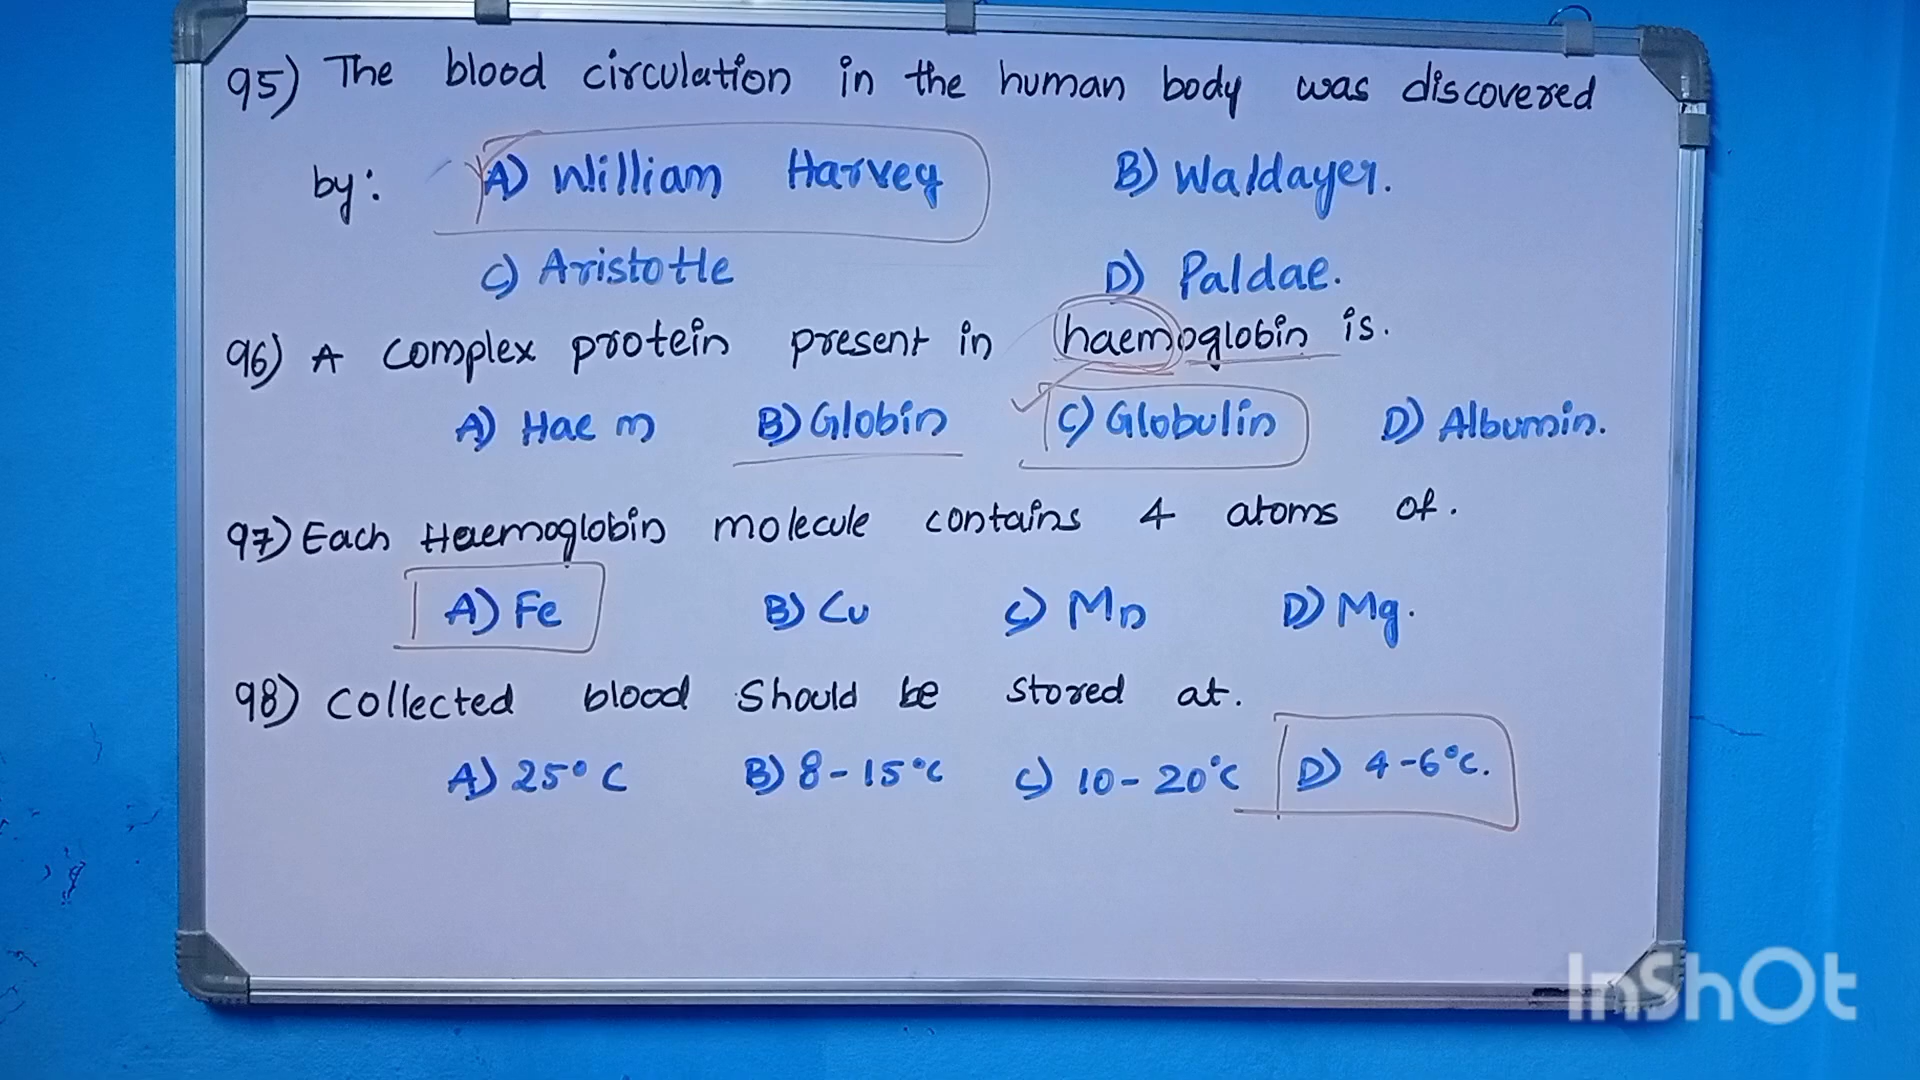 95) The blood circulation in the human body was discovered
by: A) William Harvey B) Waldayer.
C) Aristotle D) Paldae.
96) A complex protein present in haemoglobin is.
A) Haem B) Globin C) Globulin D) Albumin.
97) Each Haemoglobin molecule contains 4 atoms of.
A) Fe B) Cu C) Mn D) Mg.
98) Collected blood Should be stored at.
A) 25°C B) 8-15°C C) 10-20°C D) 4-6°C.
InShOt